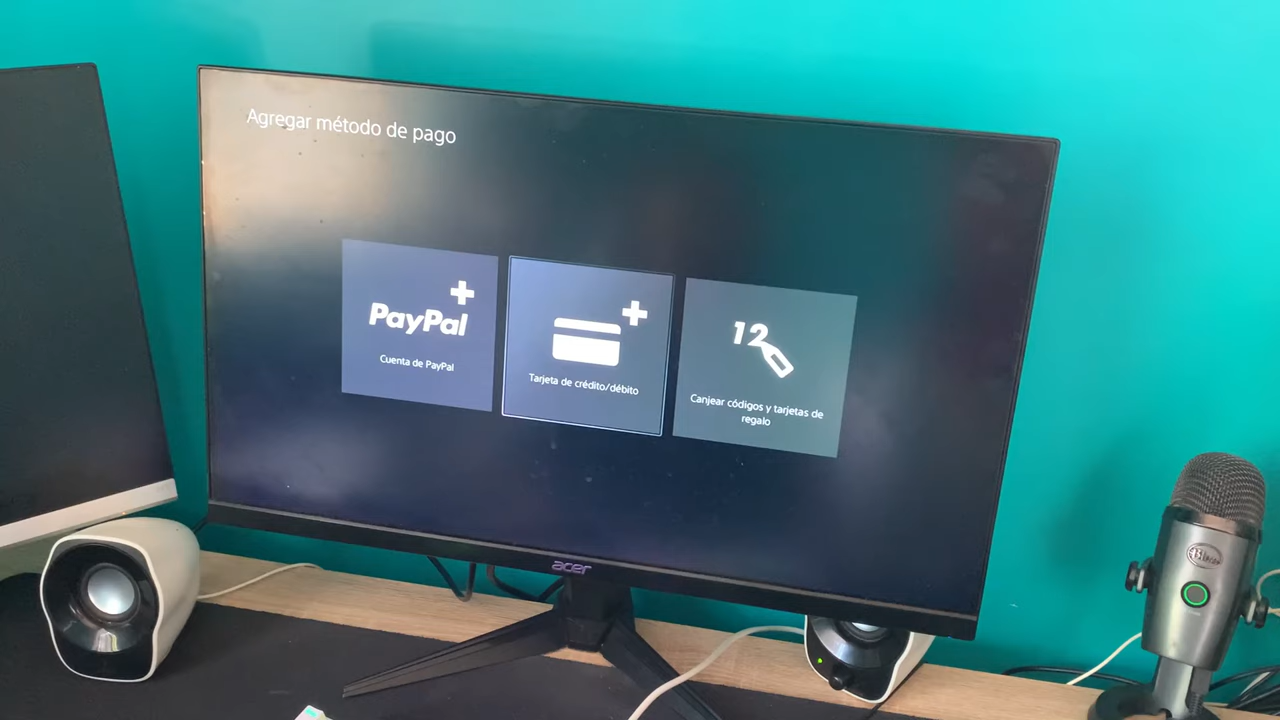 Agregar método de pago
PayPal
Cuenta de PayPal
Tarjeta de crédito/débito
12
Canjear códigos y tarjetas de
regalo
acer
Blue